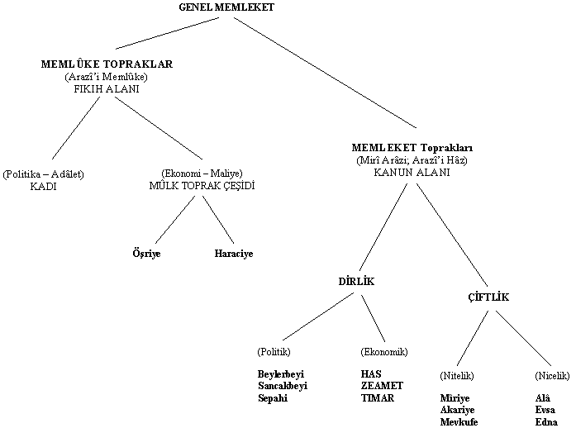 GENEL MEMLEKET
MEMLÛKE TOPRAKLAR
(Arazî'i Memlûke)
FIKIH ALANI
(Politika – Adâlet)
KADI
(Ekonomi – Maliye)
MÜLK TOPRAK ÇEŞİDİ
Öşriye
Haraciye
MEMLEKET Toprakları
(Mirî Arâzi; Arazî'i Hâz)
KANUN ALANI
DİRLİK
(Politik)
Beylerbeyi
Sancakbeyi
Sepahi
(Ekonomik)
HAS
ZEAMET
TIMAR
ÇİFTLİK
(Nitelik)
Mîriye
Akariye
Mevkufe
(Nicelik)
Alâ
Evsa
Edna